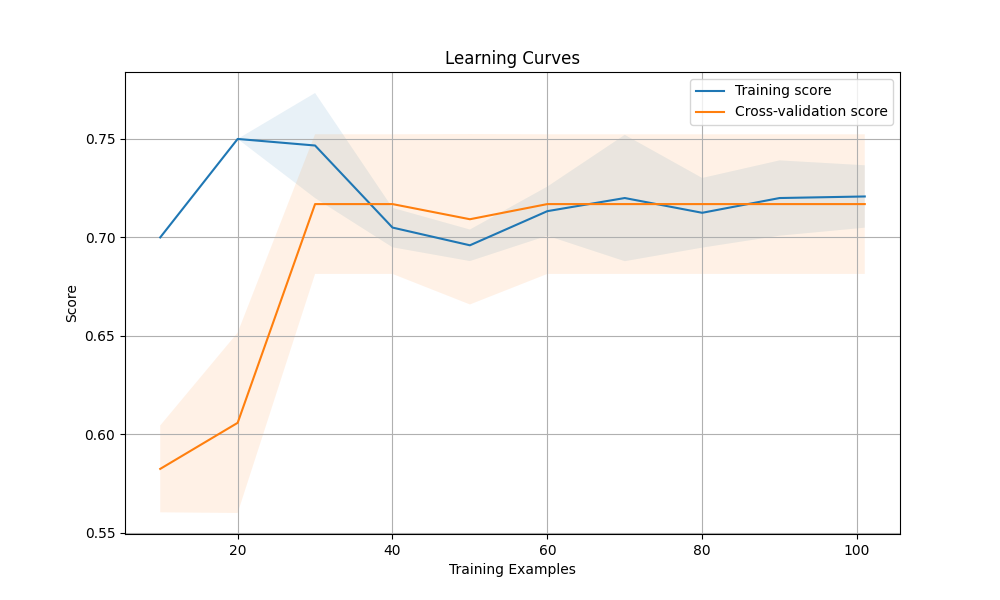 Learning Curves
Training score
Cross-validation score
0.75
0.70
0.65
0.60
0.55
Score
20 40 60 80 100
Training Examples